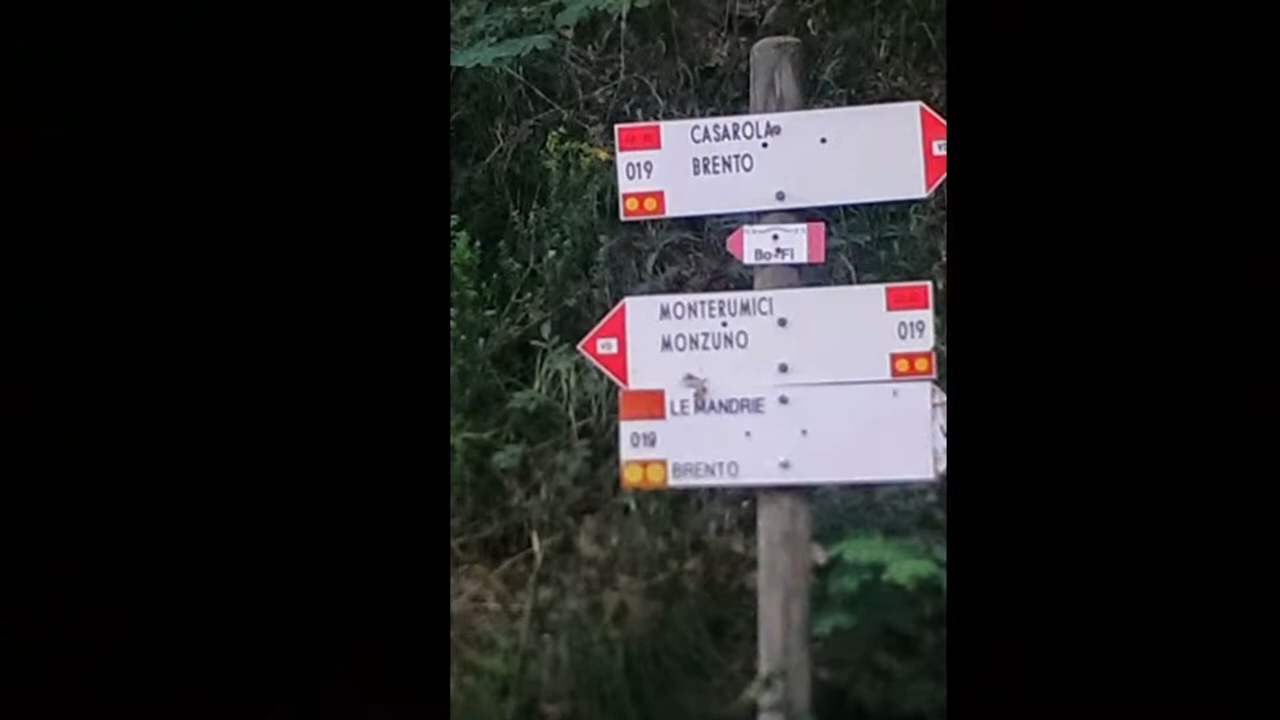 CASAROLA
019
BRENTO
Bo-Fi
MONTERUMICI
019
MONZUNO
LE MANDRIE
019
BRENTO